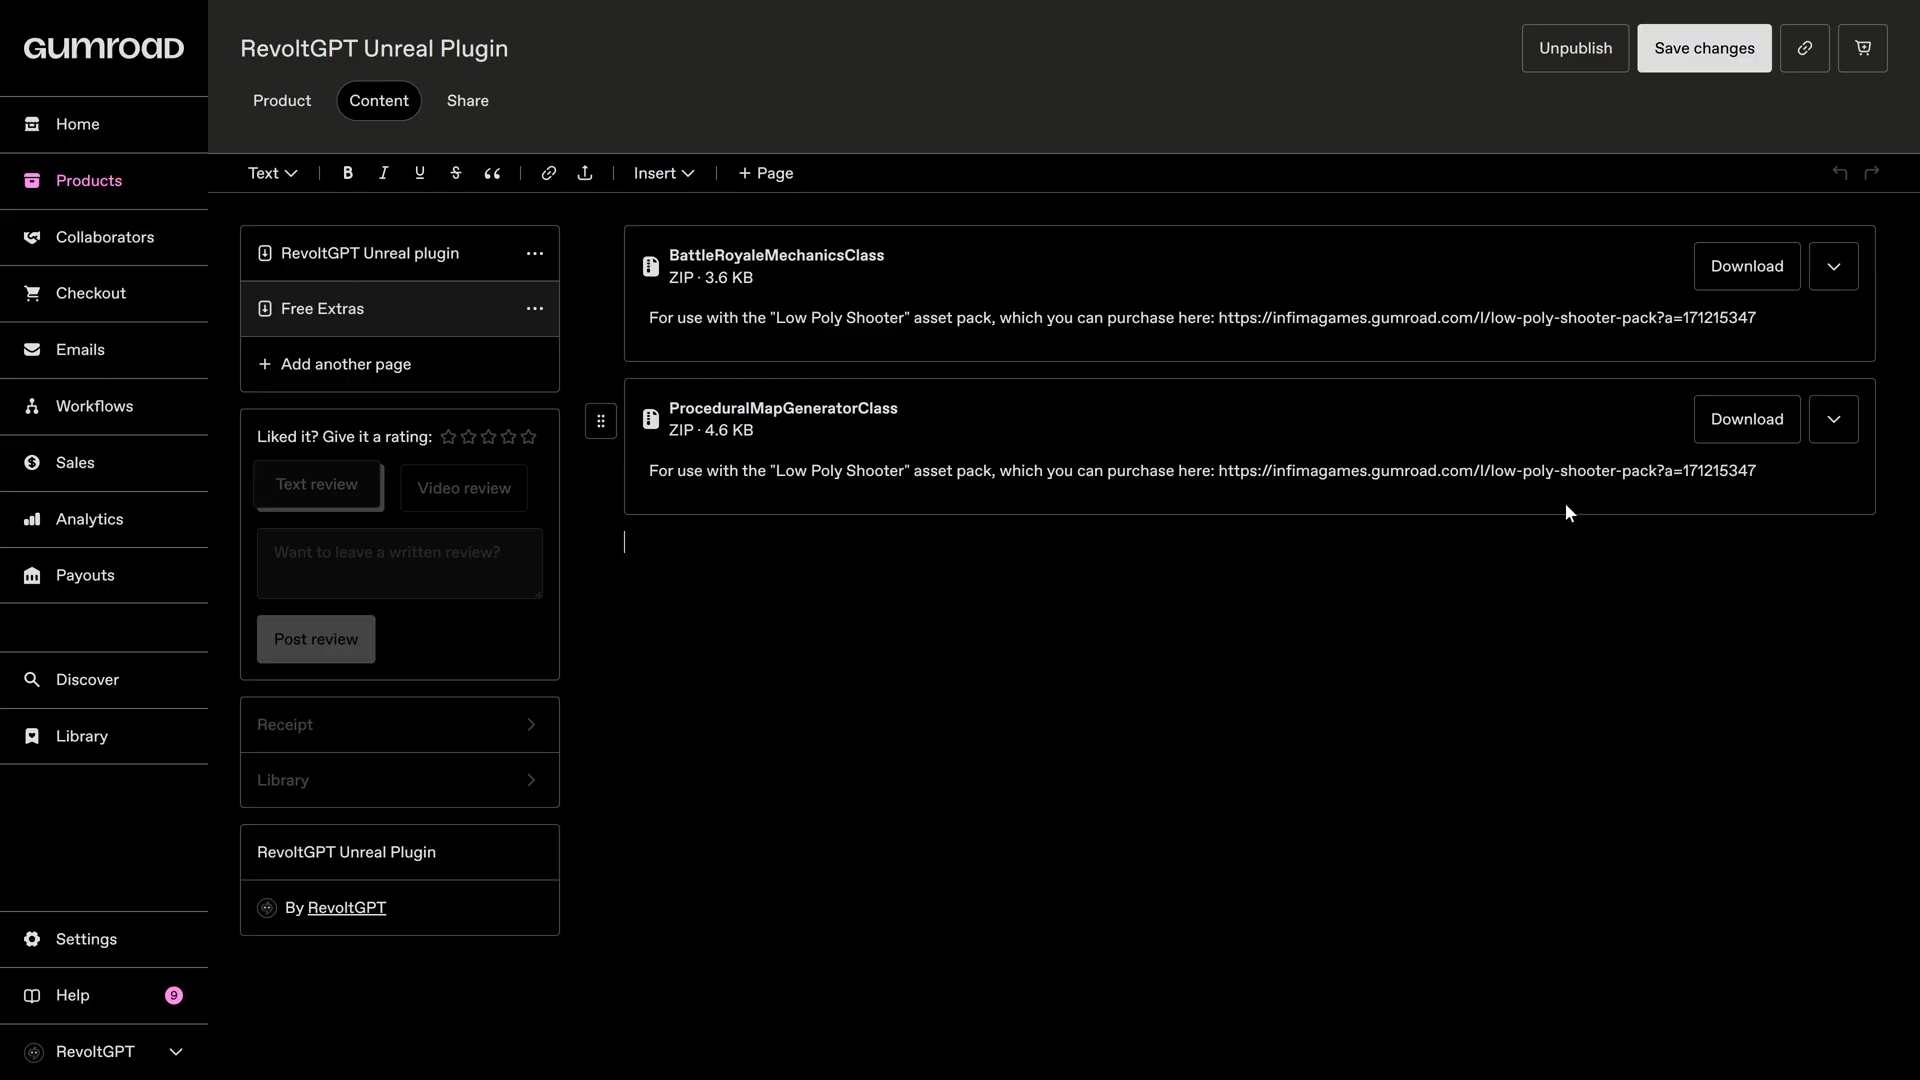 GUMROAD
Home
Products
Collaborators
Checkout
Emails
Workflows
Sales
Analytics
Payouts
Discover
Library
Settings
Help 9
RevoltGPT
RevoltGPT Unreal Plugin
Unpublish
Save changes
Product Content Share
Text B I U S Insert + Page
RevoltGPT Unreal plugin
Free Extras
+ Add another page
Liked it? Give it a rating:
Text review
Video review
Want to leave a written review?
Post review
Receipt
Library
RevoltGPT Unreal Plugin
By RevoltGPT
BattleRoyaleMechanicsClass
ZIP · 3.6 KB
Download
For use with the "Low Poly Shooter" asset pack, which you can purchase here: https://infimagames.gumroad.com/l/low-poly-shooter-pack?a=171215347
ProceduralMapGeneratorClass
ZIP · 4.6 KB
Download
For use with the "Low Poly Shooter" asset pack, which you can purchase here: https://infimagames.gumroad.com/l/low-poly-shooter-pack?a=171215347